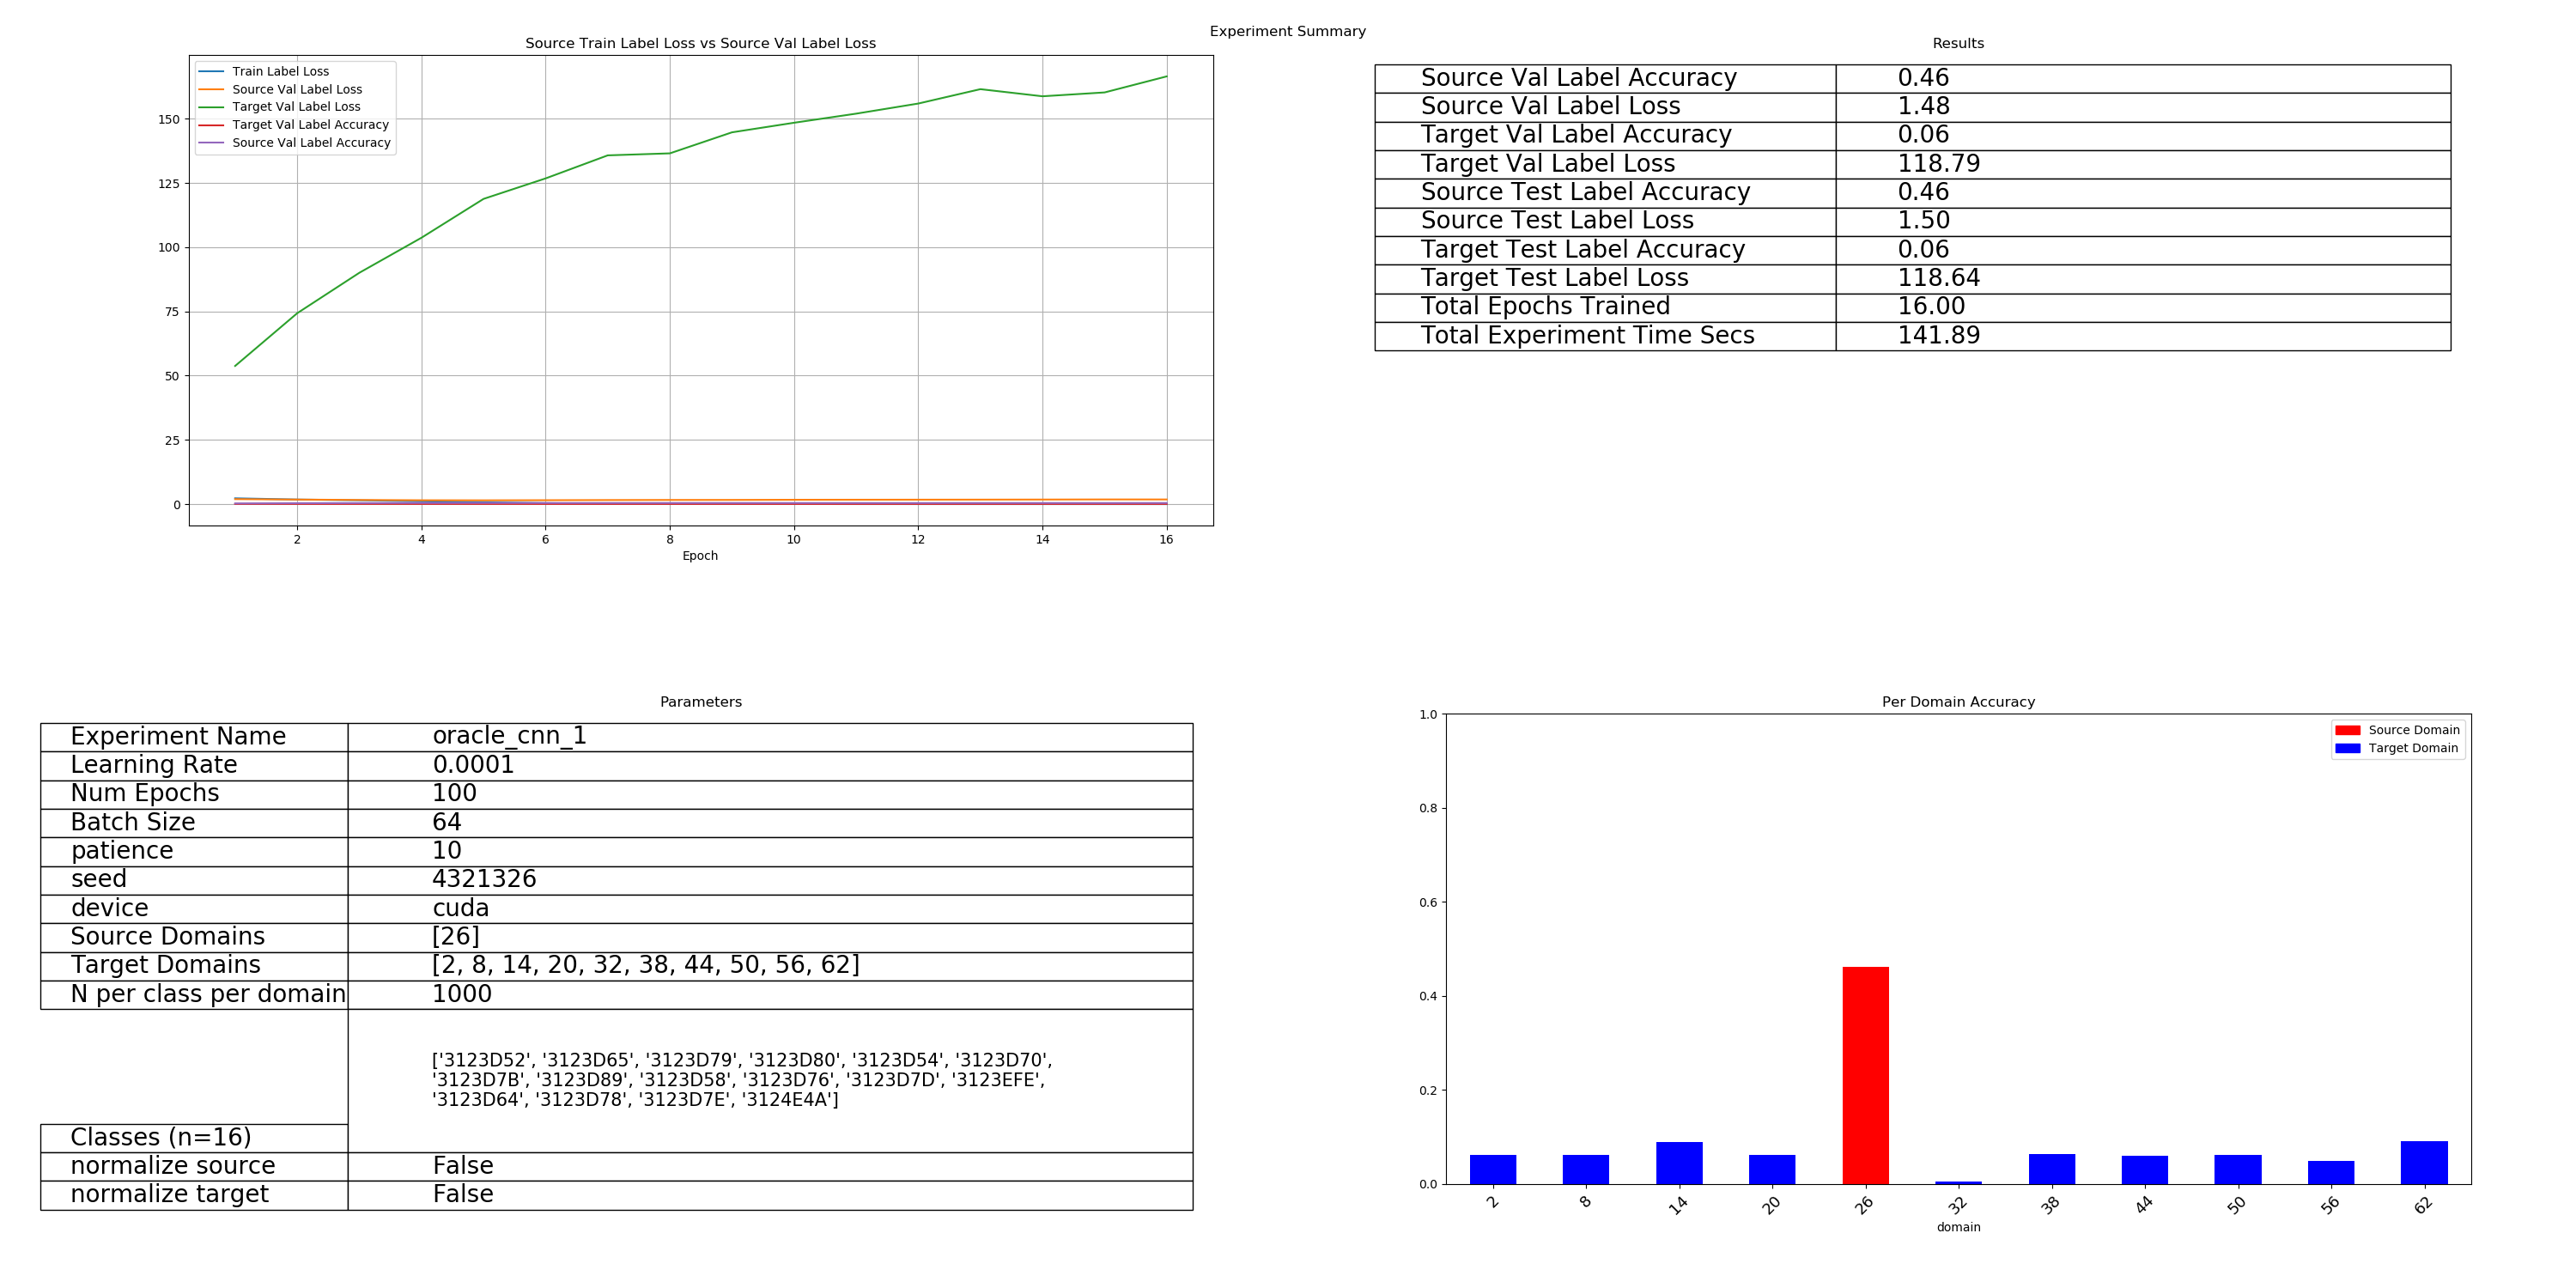 Experiment Summary
Source Train Label Loss vs Source Val Label Loss
Train Label Loss
Source Val Label Loss
Target Val Label Loss
Target Val Label Accuracy
Source Val Label Accuracy
150
125
100
75
50
25
0
2 4 6 8 10 12 14 16
Epoch
Results
Source Val Label Accuracy 0.46
Source Val Label Loss 1.48
Target Val Label Accuracy 0.06
Target Val Label Loss 118.79
Source Test Label Accuracy 0.46
Source Test Label Loss 1.50
Target Test Label Accuracy 0.06
Target Test Label Loss 118.64
Total Epochs Trained 16.00
Total Experiment Time Secs 141.89
Parameters
Experiment Name oracle_cnn_1
Learning Rate 0.0001
Num Epochs 100
Batch Size 64
patience 10
seed 4321326
device cuda
Source Domains [26]
Target Domains [2, 8, 14, 20, 32, 38, 44, 50, 56, 62]
N per class per domain 1000
['3123D52', '3123D65', '3123D79', '3123D80', '3123D54', '3123D70',
'3123D7B', '3123D89', '3123D58', '3123D76', '3123D7D', '3123EFE',
'3123D64', '3123D78', '3123D7E', '3124E4A']
Classes (n=16)
normalize source False
normalize target False
Per Domain Accuracy
Source Domain
Target Domain
1.0
0.8
0.6
0.4
0.2
0.0
2 8 14 20 26 32 38 44 50 56 62
domain